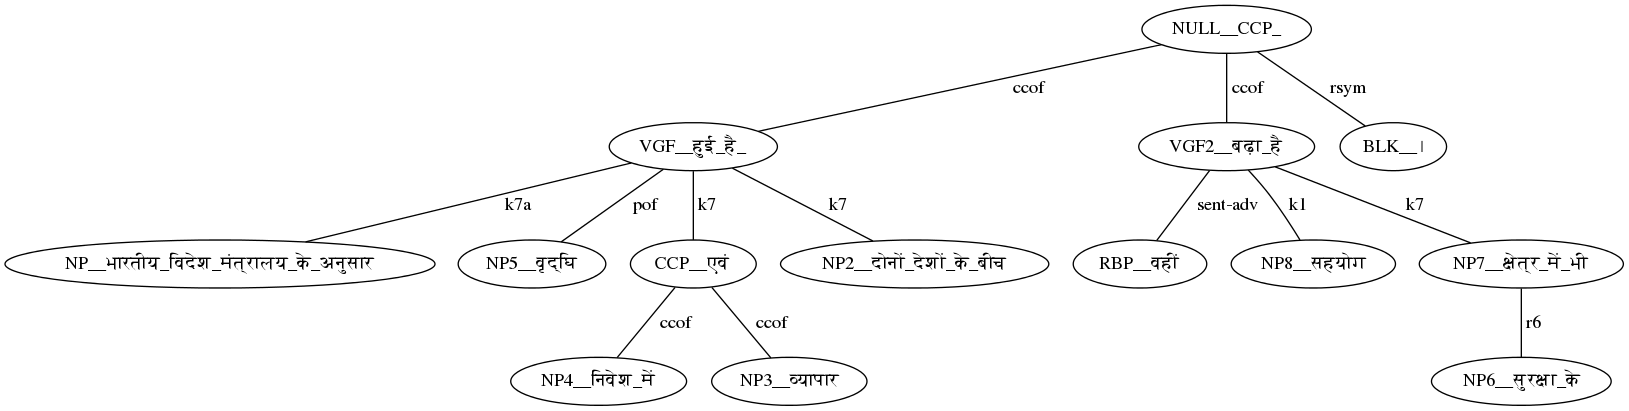 NULL__CCP_
ccof ccof rsym
VGF__हुई_है_ VGF2__बढ़ा_है BLK__।
k7a pof k7 k7 sent-adv k1 k7
NP__भारतीय_विदेश_मंत्रालय_के_अनुसार NP5__वृद्धि CCP__एवं NP2__दोनों_देशों_के_बीच RBP__वहीं NP8__सहयोग NP7__क्षेत्र_में_भी
ccof ccof r6
NP4__निवेश_में NP3__व्यापार NP6__सुरक्षा_के